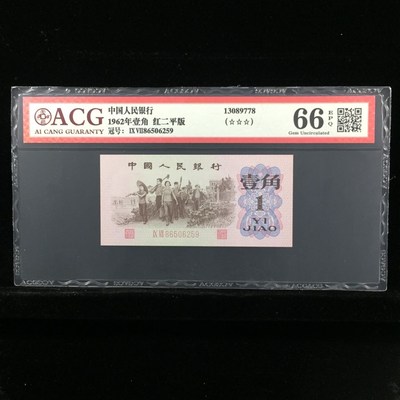 ACG
AI CANG GUARANTY
中国人民银行
1962年壹角 红二平版
冠号: IX VII 86506259
13089778
(☆☆☆)
66
EPQ
Gem Uncirculated
中国人民银行
壹角
1
YI
JIAO
IX VII 86506259